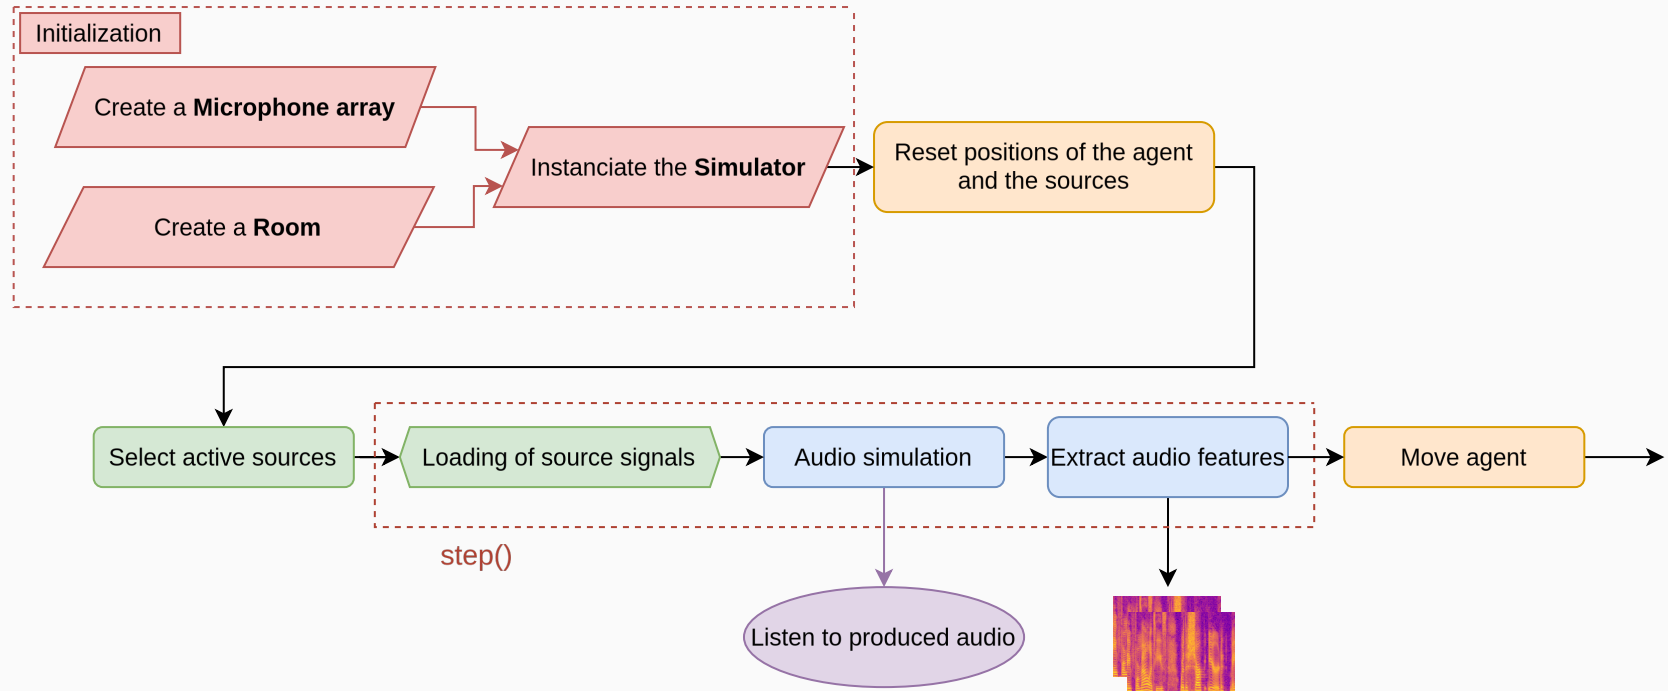 Initialization
Create a Microphone array
Create a Room
Instanciate the Simulator
Reset positions of the agent
and the sources
Select active sources
Loading of source signals
Audio simulation
Extract audio features
Move agent
step()
Listen to produced audio